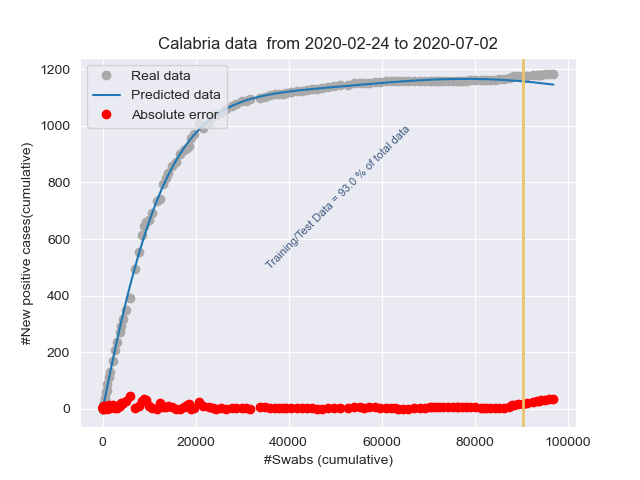 Calabria data from 2020-02-24 to 2020-07-02
Real data
Predicted data
Absolute error
1200
1000
800
600
400
200
0
#New positive cases(cumulative)
Training/Test Data = 93.0 % of total data
0
20000
40000
60000
80000
100000
#Swabs (cumulative)